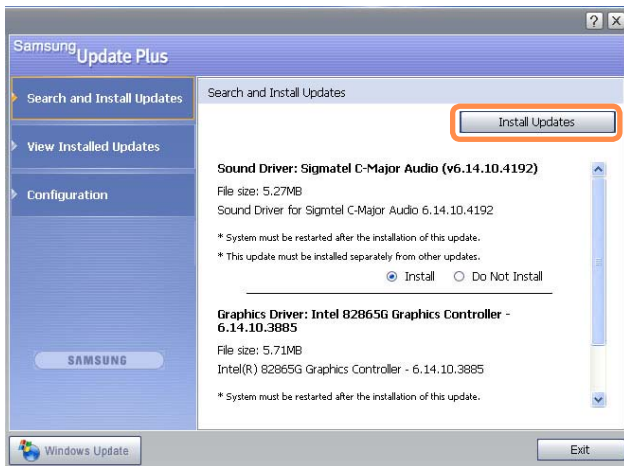 Samsung Update Plus
Search and Install Updates
View Installed Updates
Configuration
SAMSUNG
Search and Install Updates
Install Updates
Sound Driver: Sigmatel C-Major Audio (v6.14.10.4192)
File size: 5.27MB
Sound Driver for Sigmtel C-Major Audio 6.14.10.4192
* System must be restarted after the installation of this update.
* This update must be installed separately from other updates.
Install Do Not Install
Graphics Driver: Intel 82865G Graphics Controller -
6.14.10.3885
File size: 5.71MB
Intel(R) 82865G Graphics Controller - 6.14.10.3885
* System must be restarted after the installation of this update.
Windows Update
Exit